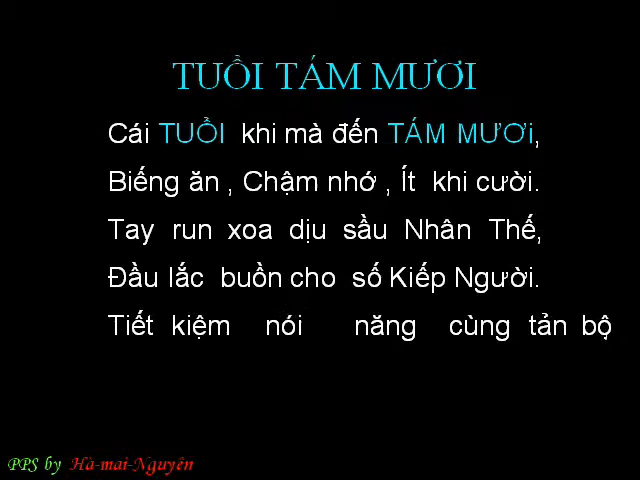 TUỔI TÁM MƯƠI
Cái TUỔI khi mà đến TÁM MƯƠi,
Biếng ăn , Chậm nhớ , Ít khi cười.
Tay run xoa dịu sầu Nhân Thế,
Đầu lắc buồn cho số Kiếp Người.
Tiết kiệm nói năng cùng tản bộ
PPS by Hà-mai-Nguyên